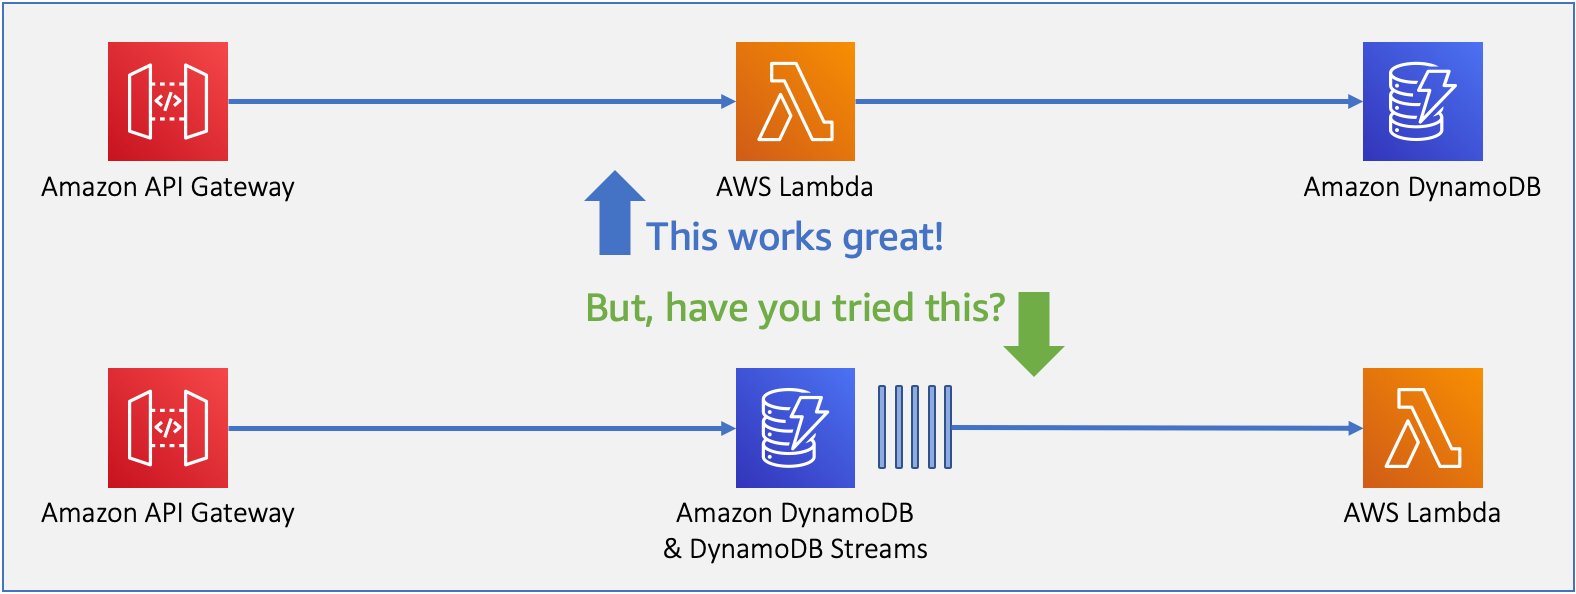 Amazon API Gateway
AWS Lambda
Amazon DynamoDB
This works great!
But, have you tried this?
Amazon API Gateway
Amazon DynamoDB
& DynamoDB Streams
AWS Lambda